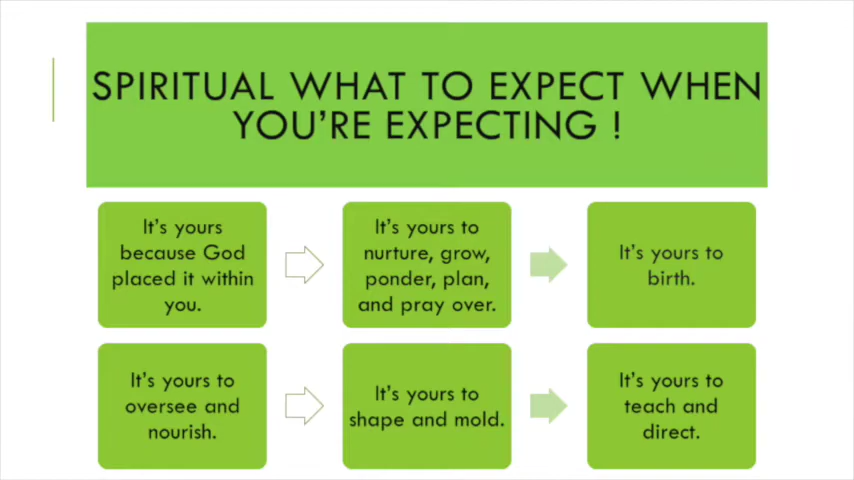 SPIRITUAL WHAT TO EXPECT WHEN
YOU'RE EXPECTING !
It's yours
because God
placed it within
you.
It's yours to
nurture, grow,
ponder, plan,
and pray over.
It's yours to
birth.
It's yours to
oversee and
nourish.
It's yours to
shape and mold.
It's yours to
teach and
direct.